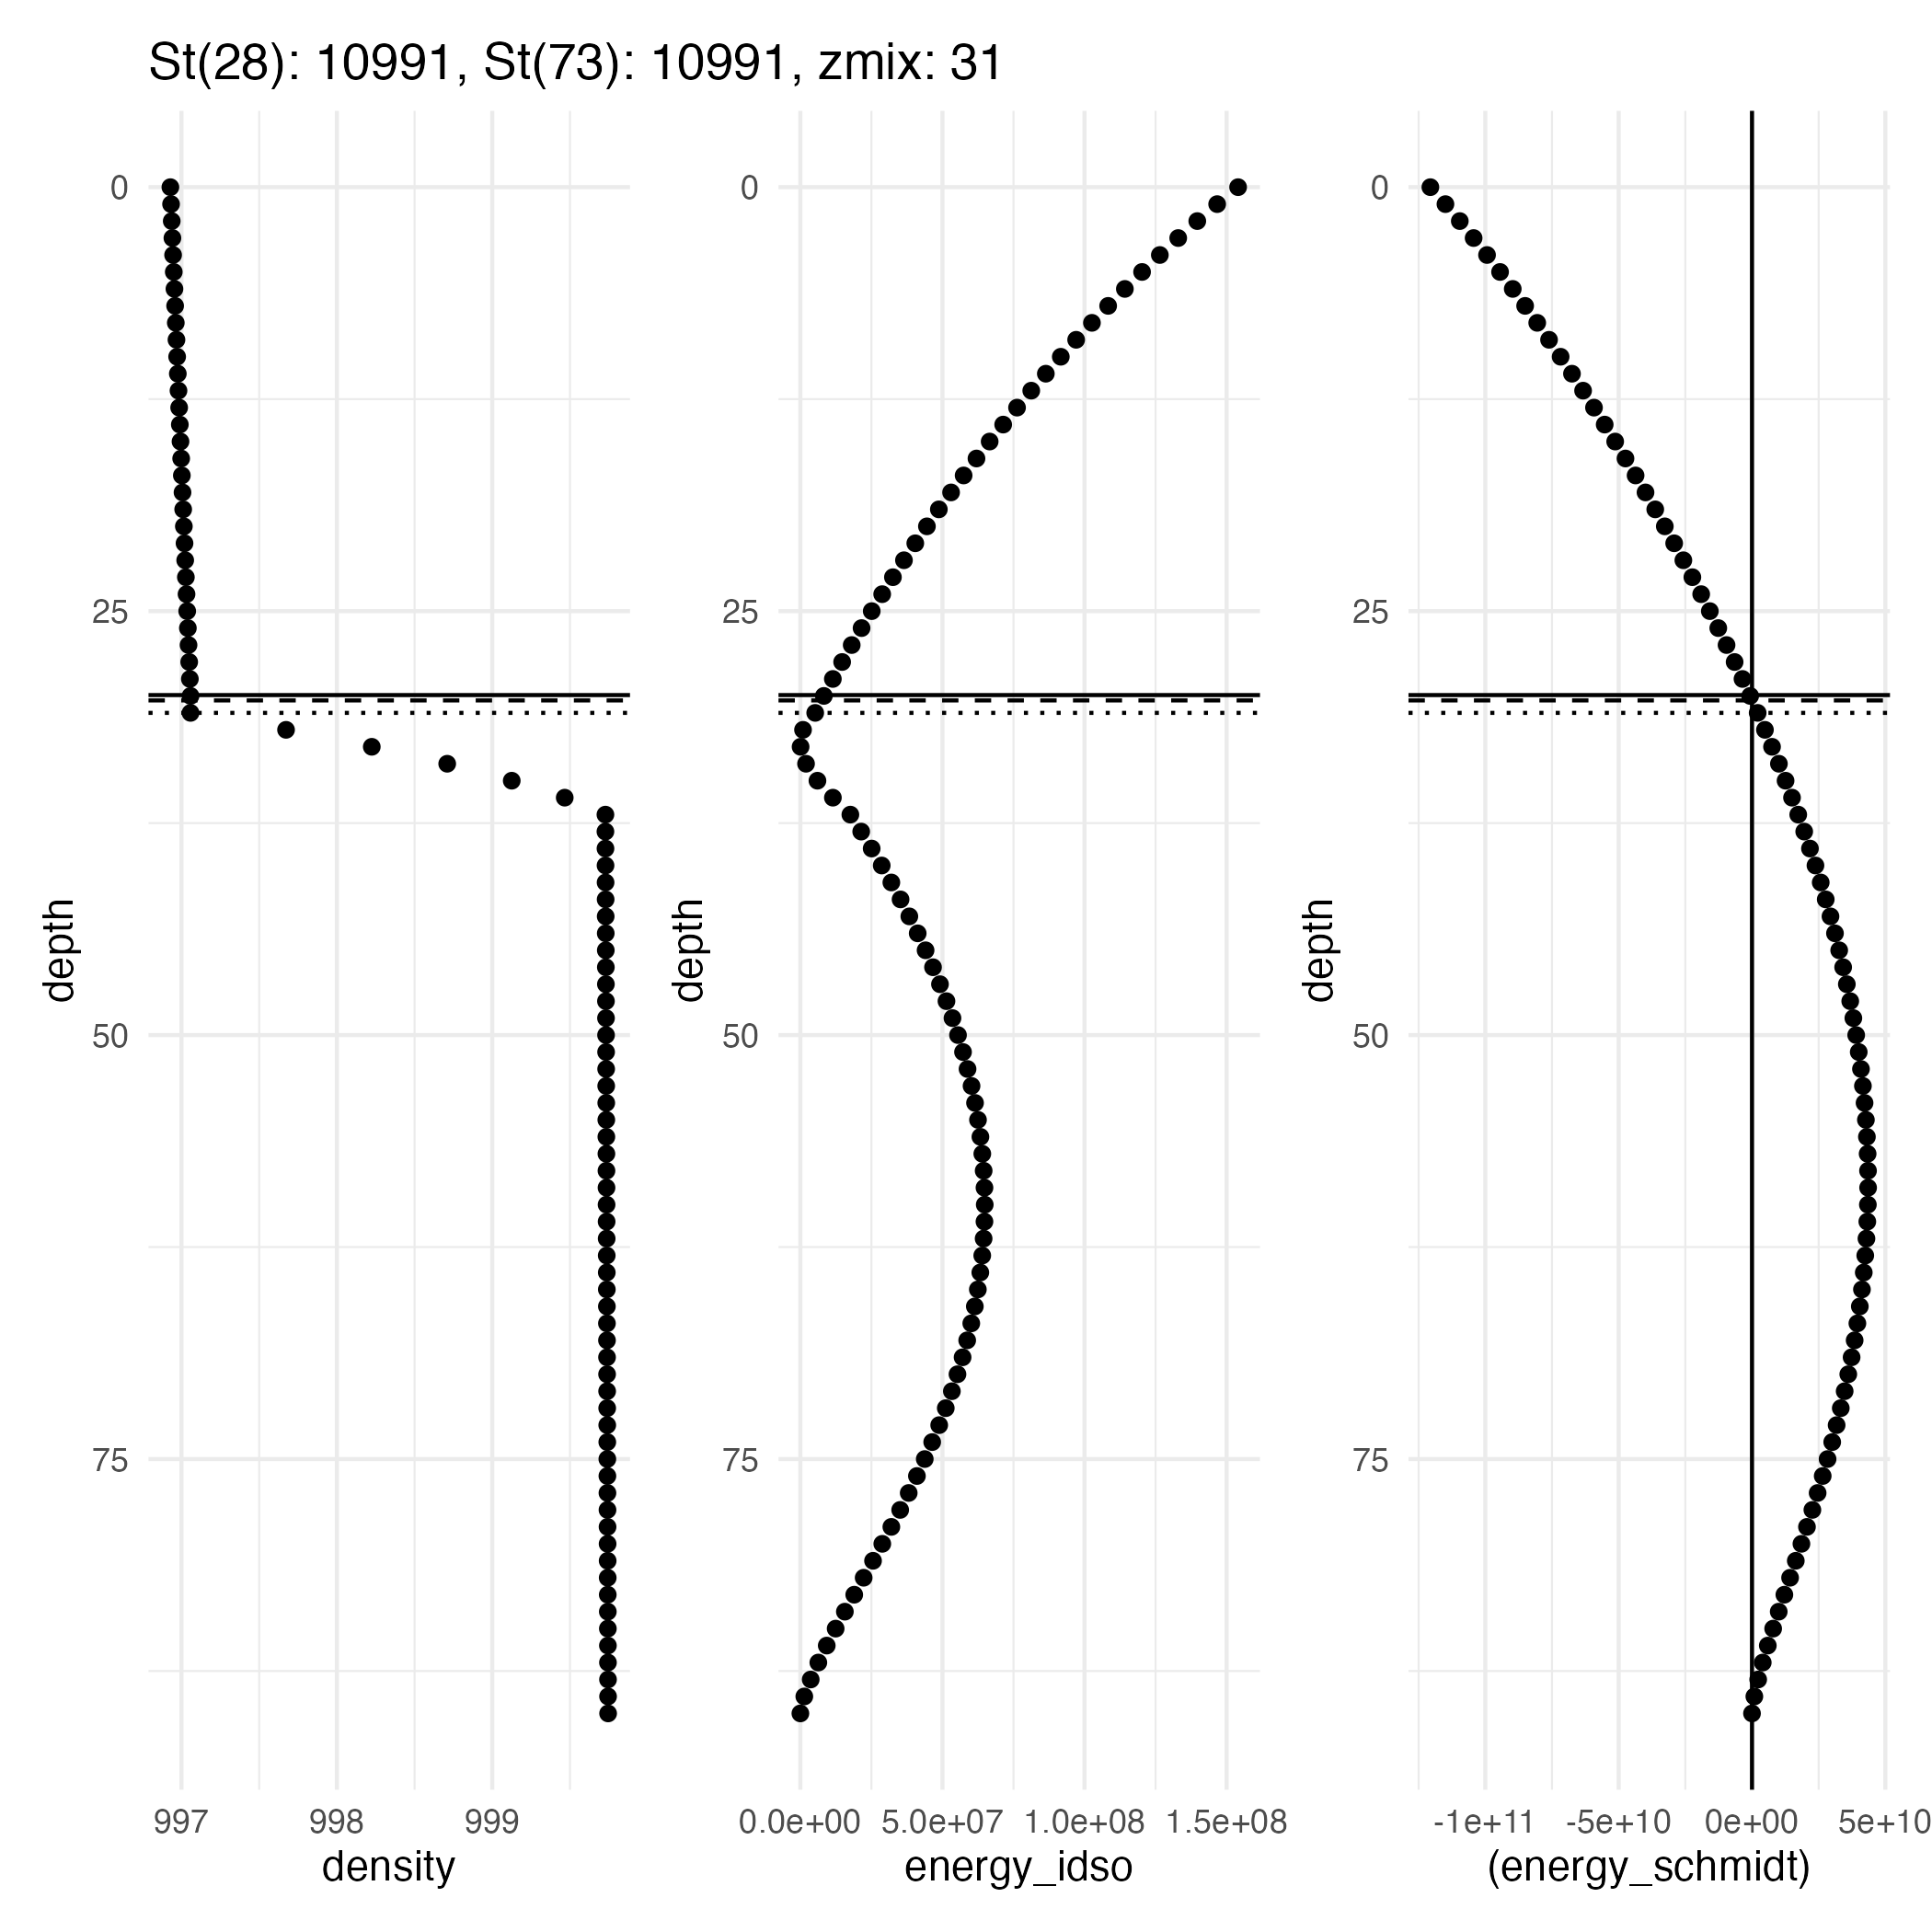 St(28): 10991, St(73): 10991, zmix: 31
0
25
50
75
depth
997 998 999
density
0
25
50
75
depth
0.0e+00 5.0e+07 1.0e+08 1.5e+08
energy_idso
0
25
50
75
depth
-1e+11 -5e+10 0e+00 5e+10
(energy_schmidt)